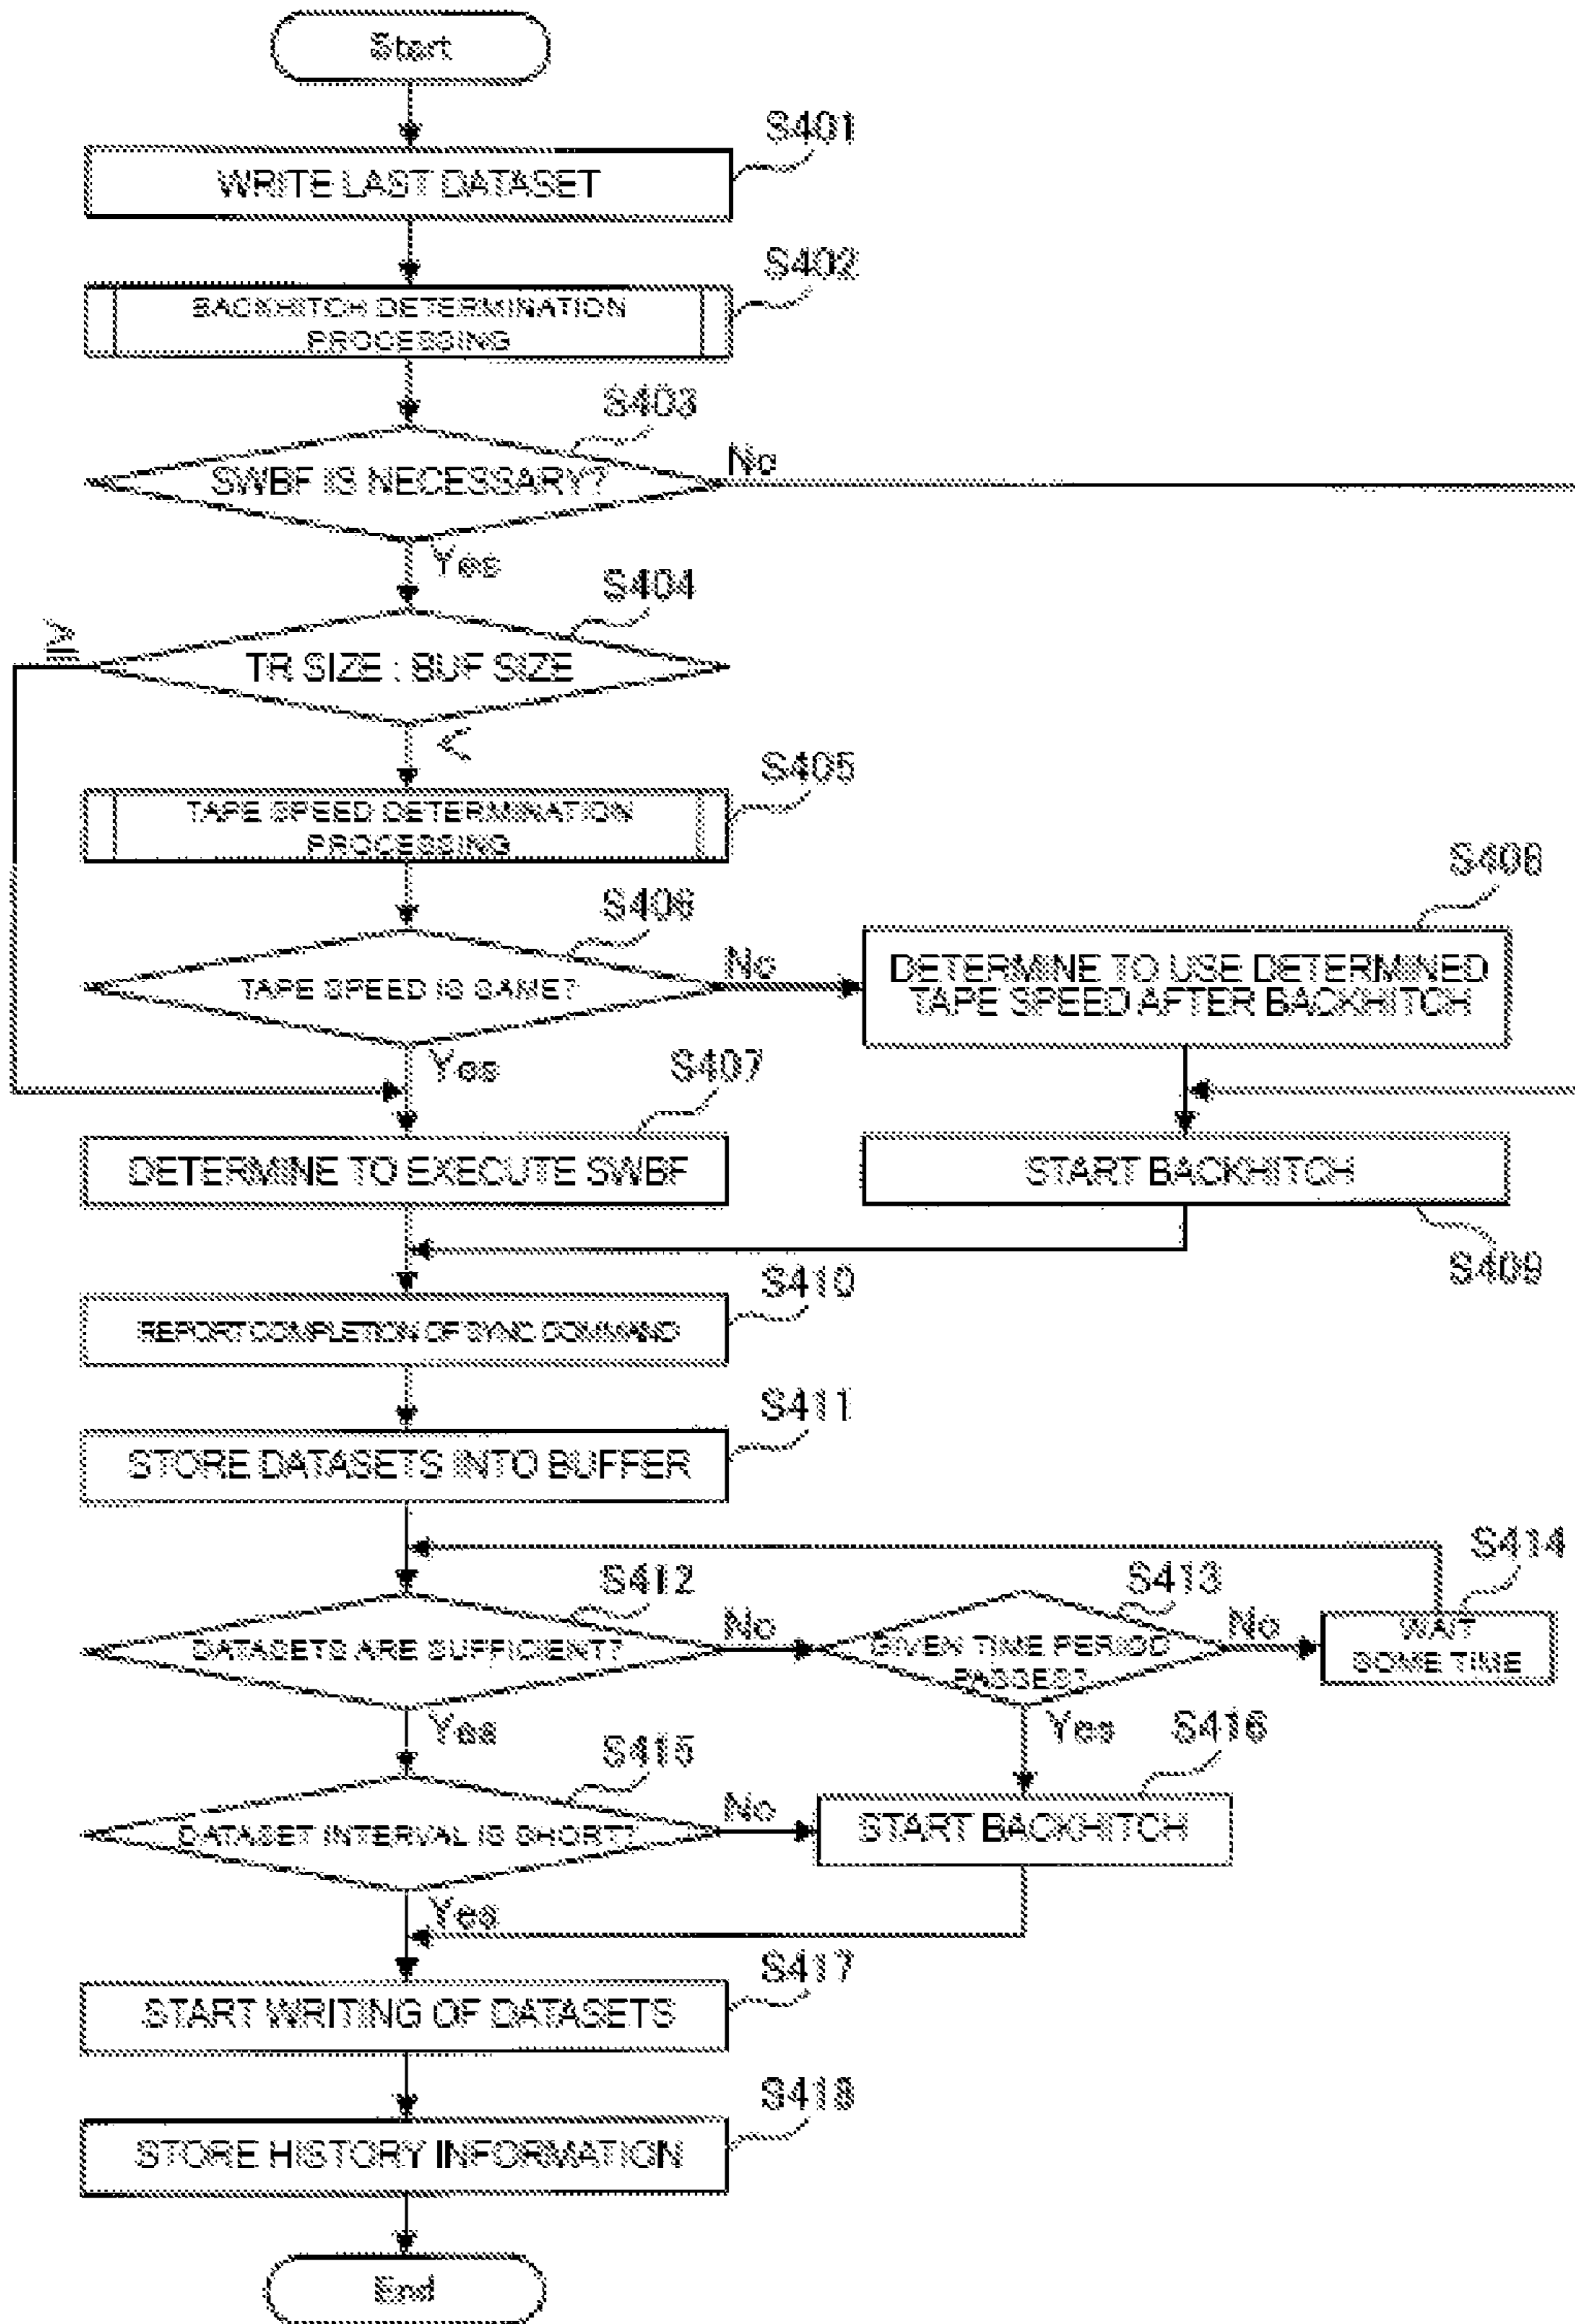 Start
S401
WRITE LAST DATASET
S402
BACKHITCH DETERMINATION
PROCESSING
S403
SWBF IS NECESSARY?
No
Yes
S404
≧
TR SIZE : BUF SIZE
<
S405
TAPE SPEED DETERMINATION
PROCESSING
S406
TAPE SPEED IS SAME?
No
S408
DETERMINE TO USE DETERMINED
TAPE SPEED AFTER BACKHITCH
Yes
S407
DETERMINE TO EXECUTE SWBF
START BACKHITCH
S409
S410
REPORT COMPLETION OF SYNC COMMAND
S411
STORE DATASETS INTO BUFFER
S412
DATASETS ARE SUFFICIENT?
No
S413
GIVEN TIME PERIOD
PASSES?
No
S414
WAIT
SOME TIME
Yes
Yes
S415
DATASET INTERVAL IS SHORT?
No
S416
START BACKHITCH
Yes
S417
START WRITING OF DATASETS
S418
STORE HISTORY INFORMATION
End